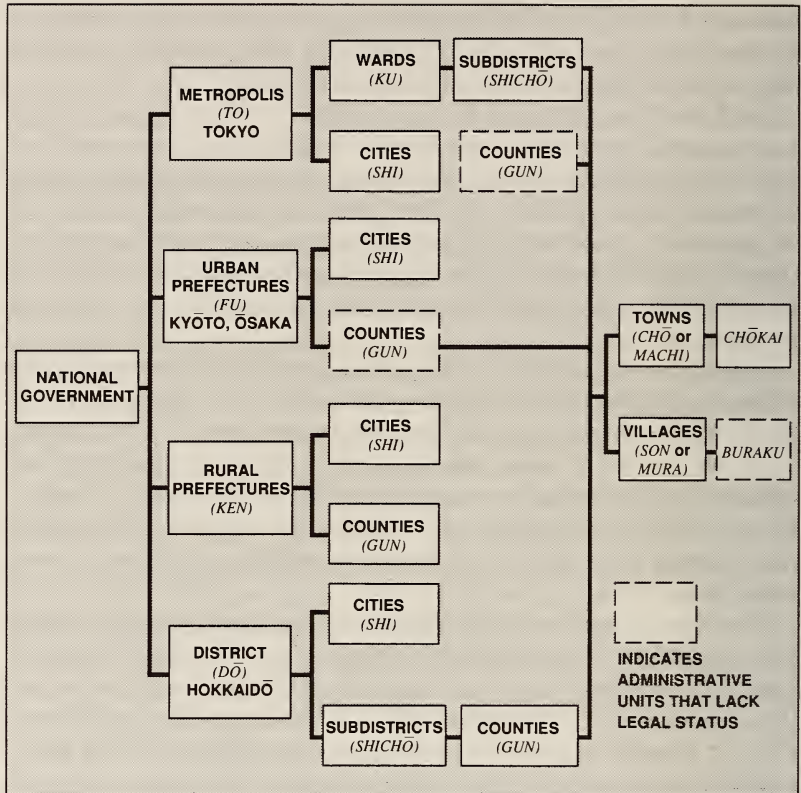 WARDS
(KU)
SUBDISTRICTS
(SHICHŌ)
METROPOLIS
(TO)
TOKYO
CITIES
(SHI)
COUNTIES
(GUN)
CITIES
(SHI)
URBAN
PREFECTURES
(FU)
KYŌTO, ŌSAKA
COUNTIES
(GUN)
NATIONAL
GOVERNMENT
TOWNS
(CHŌ or
MACHI)
CHŌKAI
VILLAGES
(SON or
MURA)
BURAKU
CITIES
(SHI)
RURAL
PREFECTURES
(KEN)
COUNTIES
(GUN)
CITIES
(SHI)
DISTRICT
(DŌ)
HOKKAIDŌ
SUBDISTRICTS
(SHICHŌ)
COUNTIES
(GUN)
INDICATES
ADMINISTRATIVE
UNITS THAT LACK
LEGAL STATUS